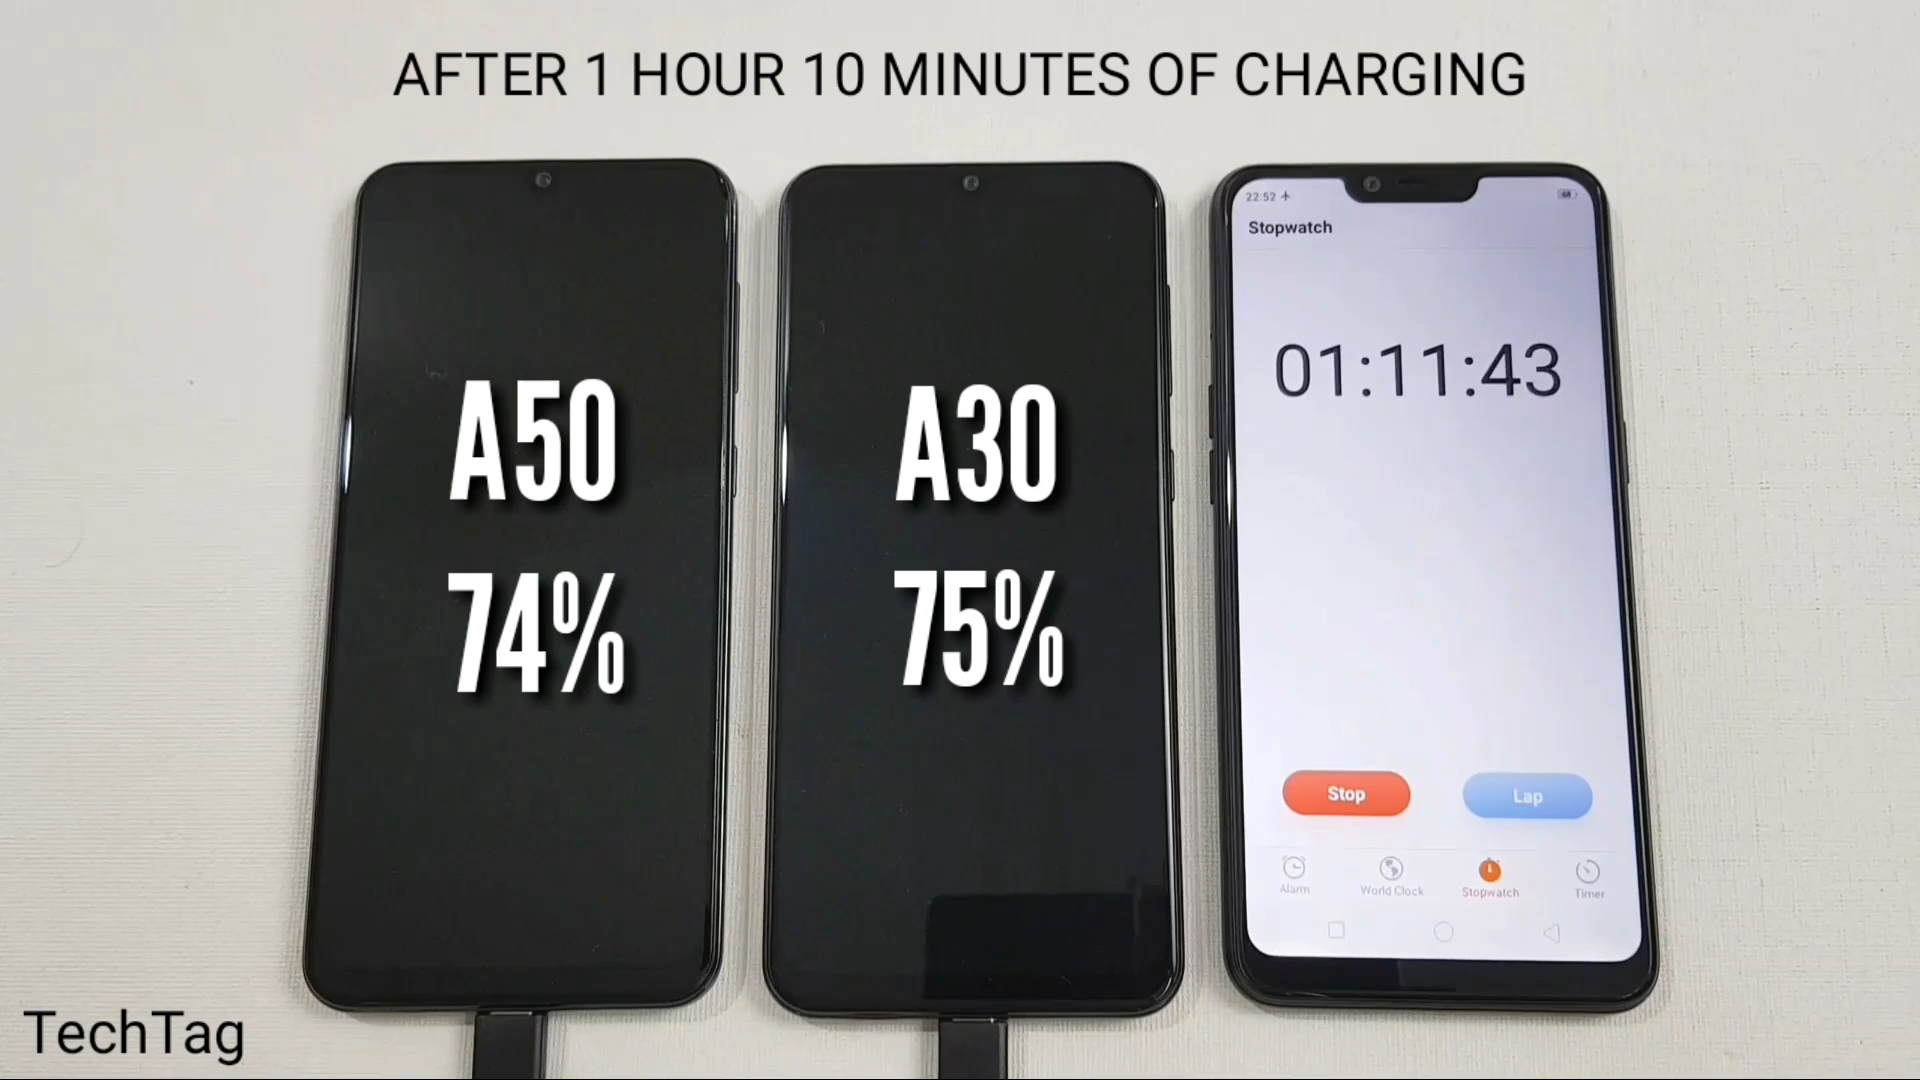 AFTER 1 HOUR 10 MINUTES OF CHARGING
A50
74%
A30
75%
22:52
68
Stopwatch
01:11:43
Stop
Lap
Alarm
World Clock
Stopwatch
Timer
TechTag